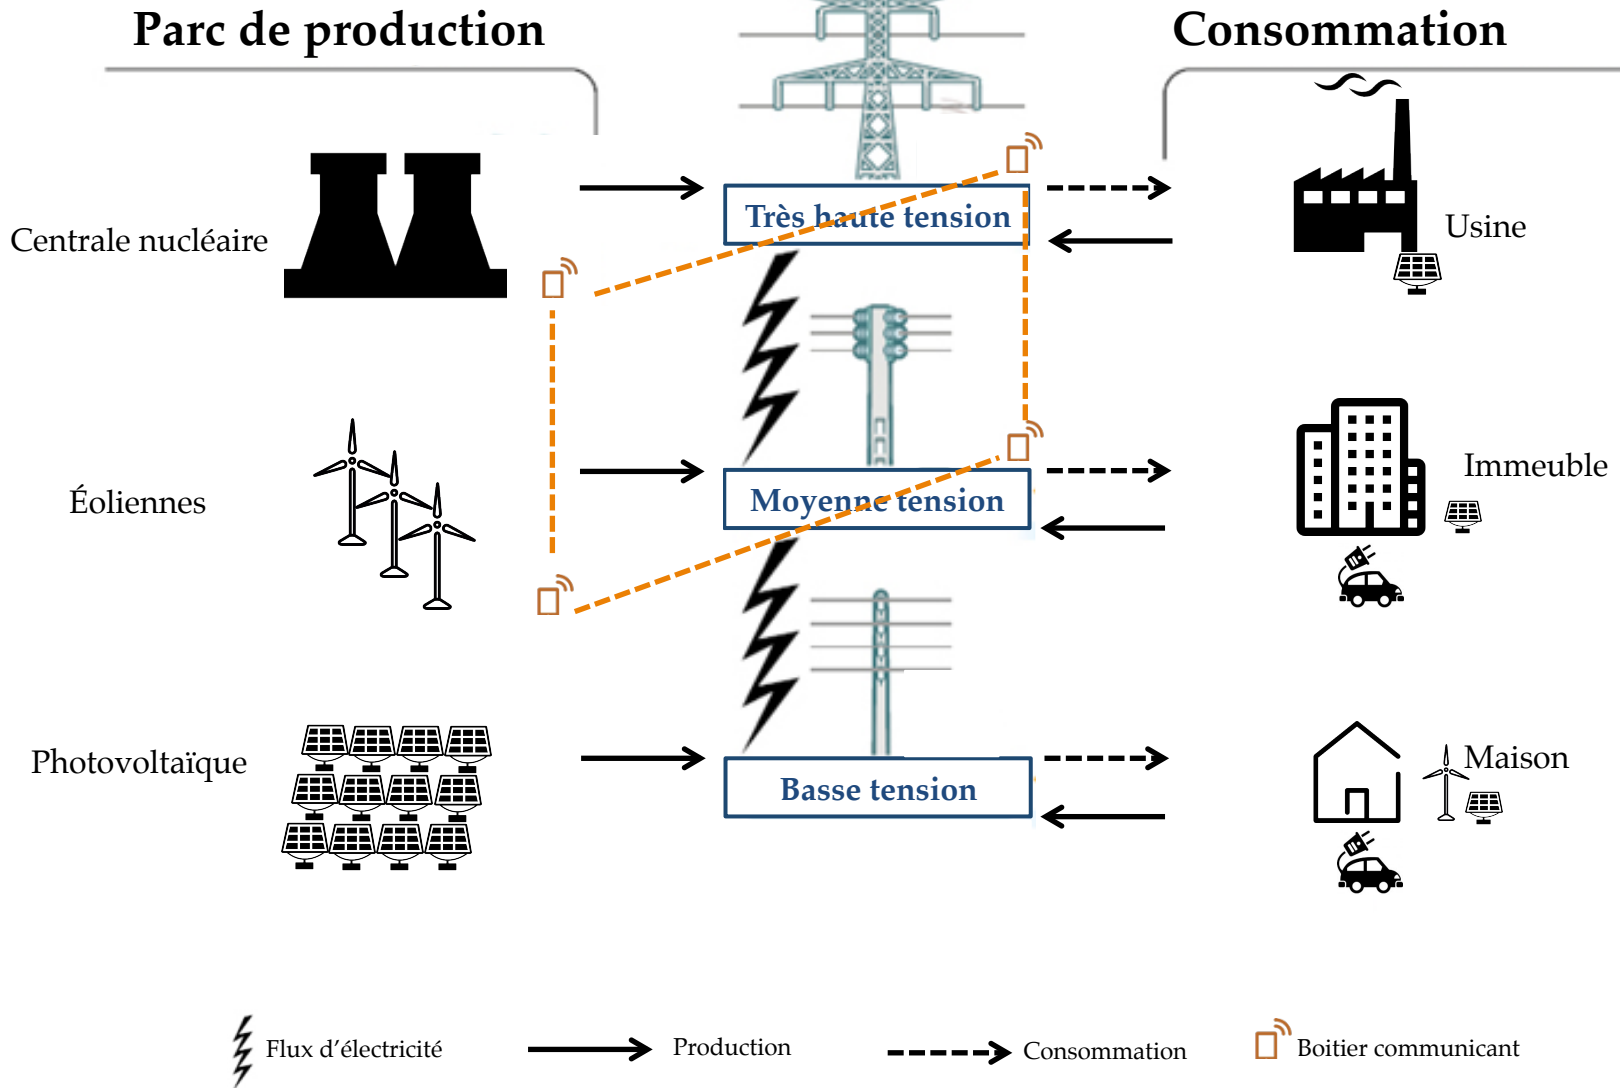 Parc de production
Consommation
Très haute tension
Centrale nucléaire
Usine
Moyenne tension
Éoliennes
Immeuble
Photovoltaïque
Basse tension
Maison
Flux d’électricité
Production
Consommation
Boitier communicant